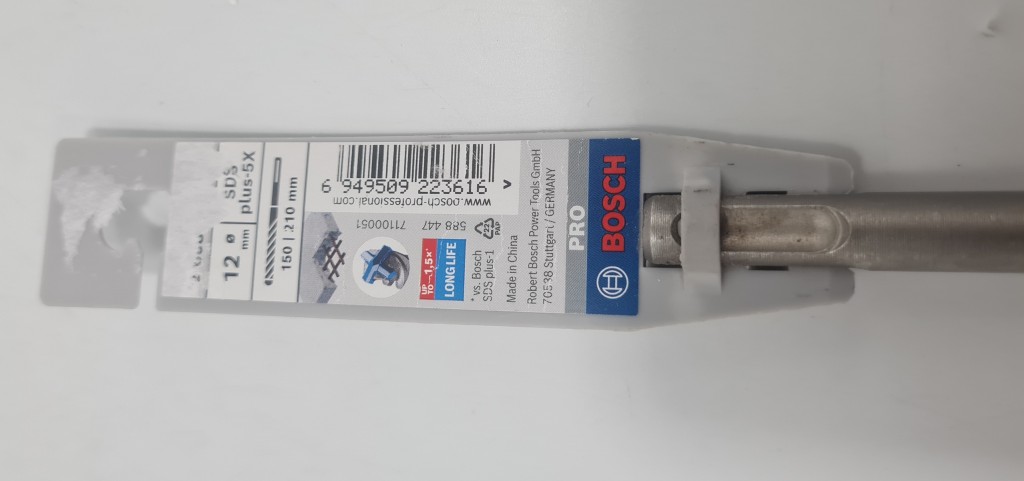 BOSCH
PRO
Robert Bosch Power Tools GmbH
70538 Stuttgart / GERMANY
Made in China
* vs. Bosch
SDS plus-1
UP
TO 1,5x*
LONG LIFE
22
PAP
71100051
www.bosch-professional.com
6 949509 223616 >
150 | 210 mm
12 ø
mm
SDS
plus-5X